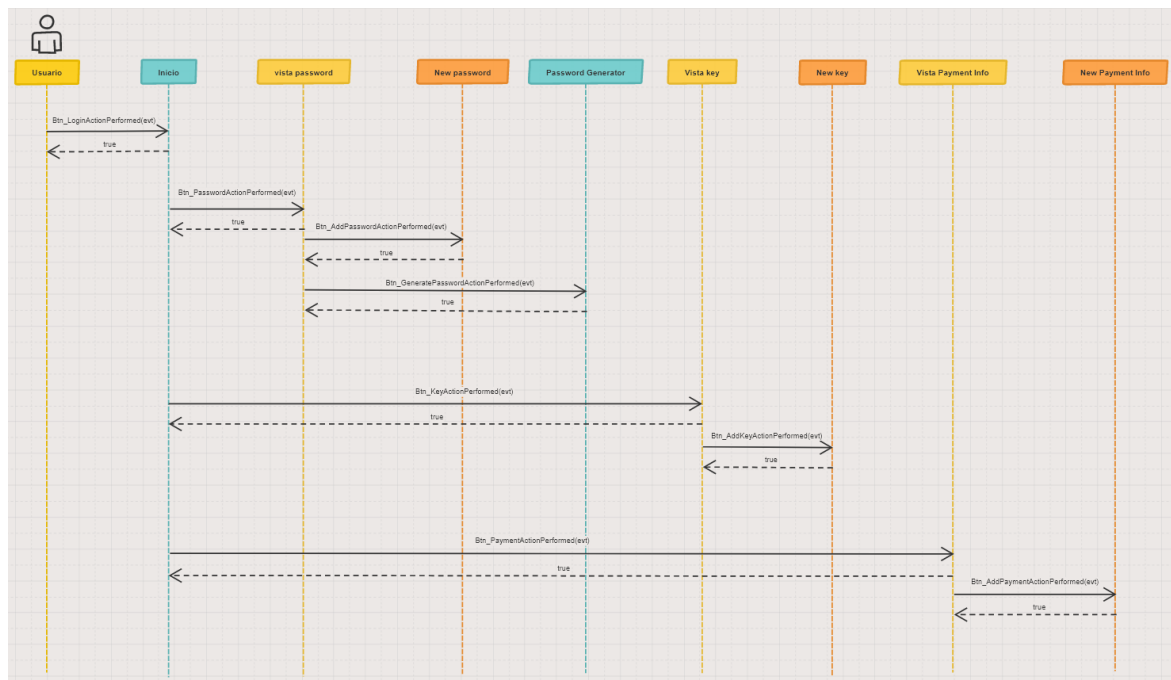 Usuario
Inicio
vista password
New password
Password Generator
Vista key
New key
Vista Payment Info
New Payment Info
Btn_LoginActionPerformed(evt)
true
Btn_PasswordActionPerformed(evt)
true
Btn_AddPasswordActionPerformed(evt)
true
Btn_GeneratePasswordActionPerformed(evt)
true
Btn_KeyActionPerformed(evt)
true
Btn_AddKeyActionPerformed(evt)
true
Btn_PaymentActionPerformed(evt)
true
Btn_AddPaymentActionPerformed(evt)
true